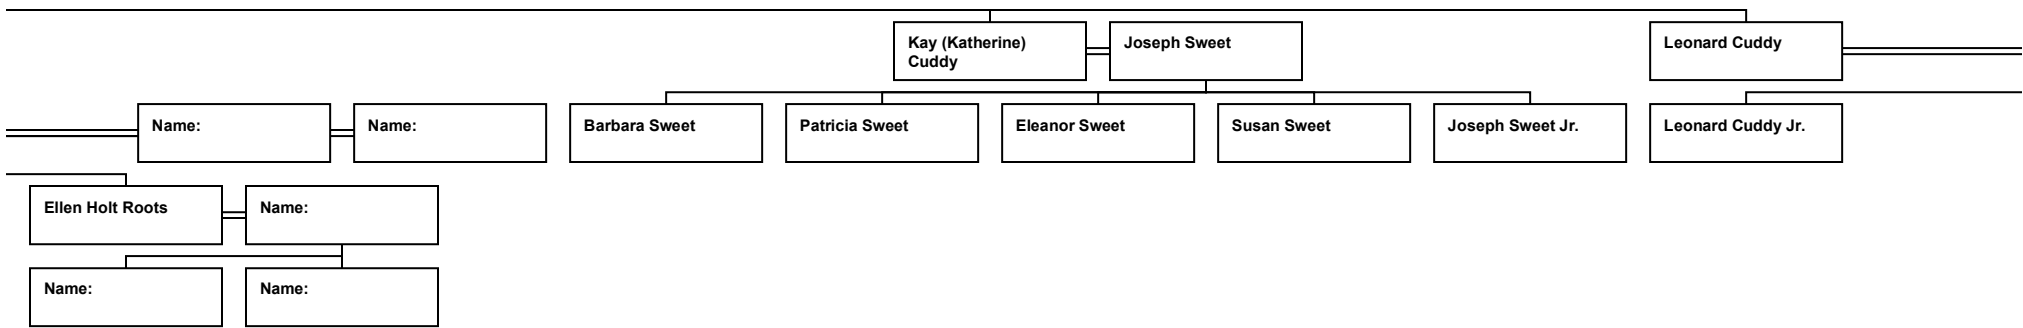 Kay (Katherine)
Cuddy
Joseph Sweet
Leonard Cuddy
Name:
Name:
Barbara Sweet
Patricia Sweet
Eleanor Sweet
Susan Sweet
Joseph Sweet Jr.
Leonard Cuddy Jr.
Ellen Holt Roots
Name:
Name:
Name: